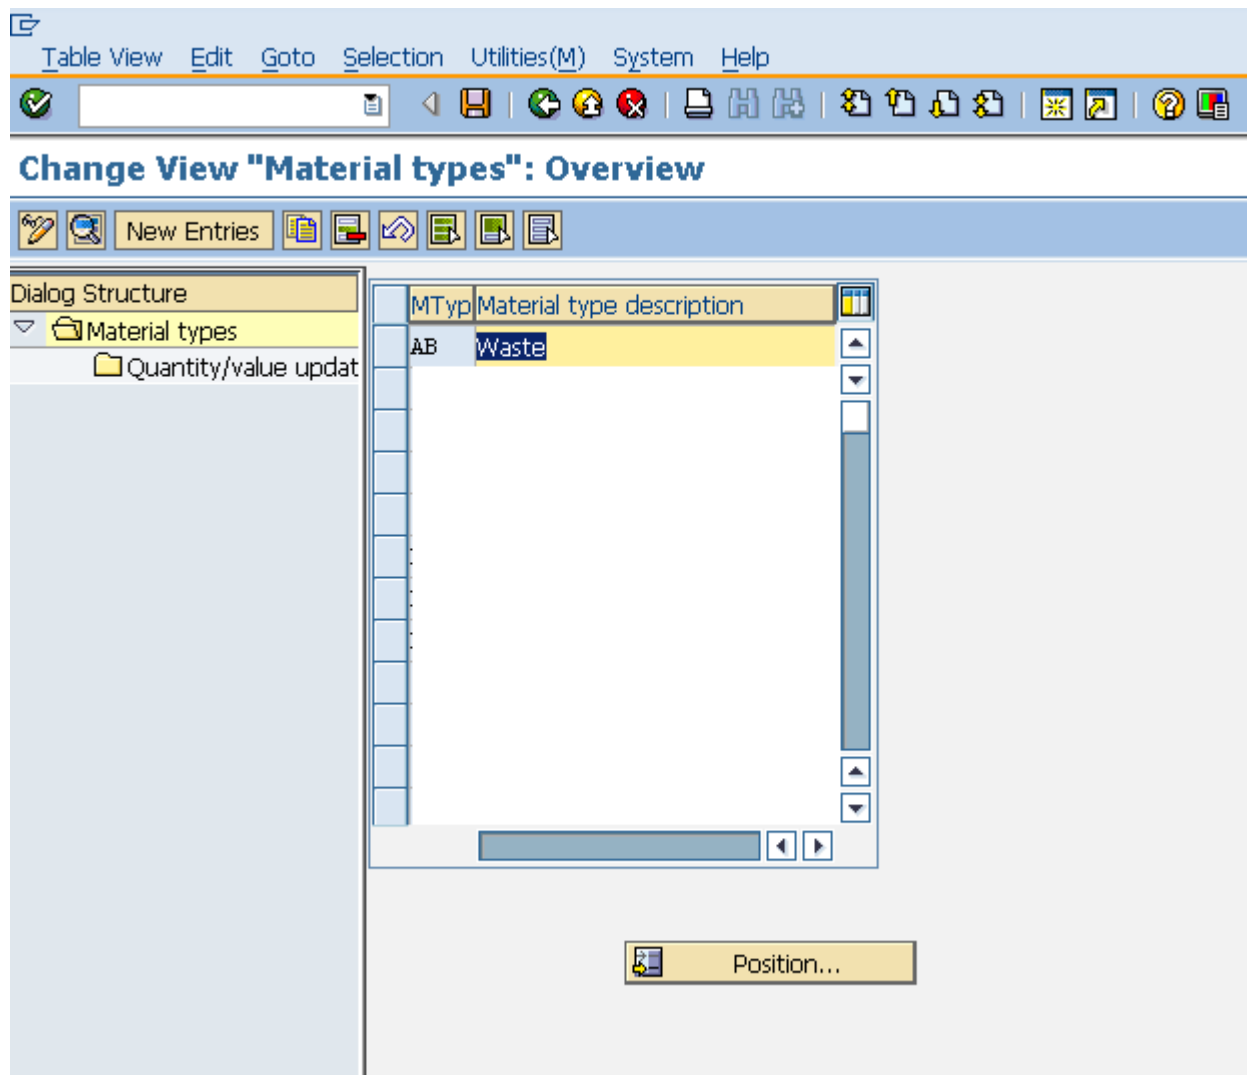 Table View Edit Goto Selection Utilities(M) System Help
Change View "Material types": Overview
New Entries
Dialog Structure
Material types
Quantity/value updat
MTyp Material type description
AB Waste
Position...